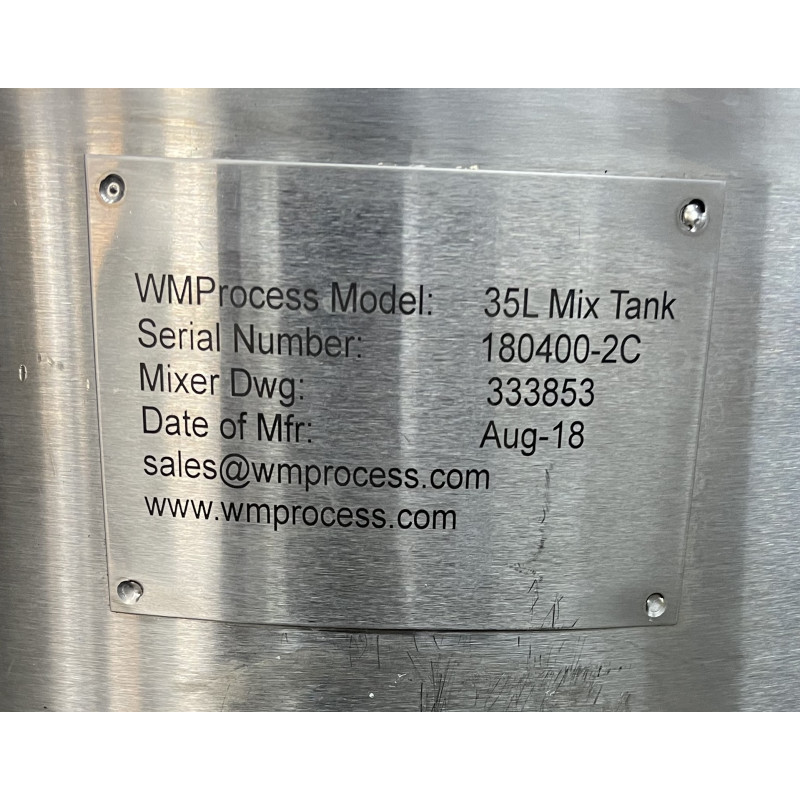 WMProcess Model: 35L Mix Tank
Serial Number: 180400-2C
Mixer Dwg: 333853
Date of Mfr: Aug-18
sales@wmprocess.com
www.wmprocess.com